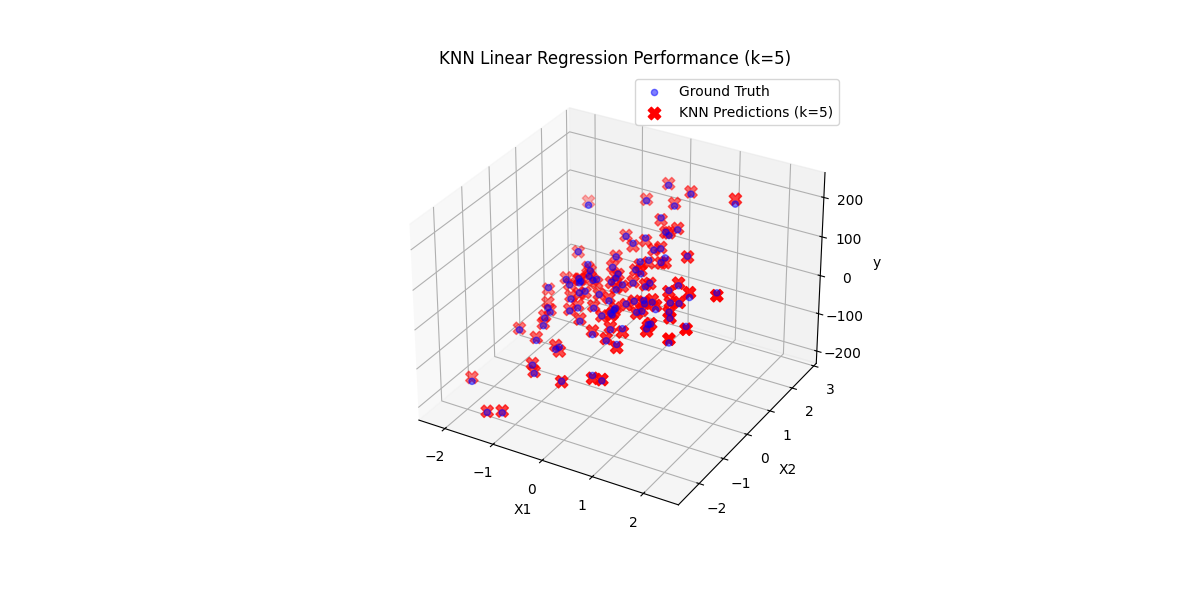 KNN Linear Regression Performance (k=5)
Ground Truth
KNN Predictions (k=5)
200
100
0
−100
−200
y
3
2
1
0
−1
−2
X2
−2
−1
0
1
2
X1